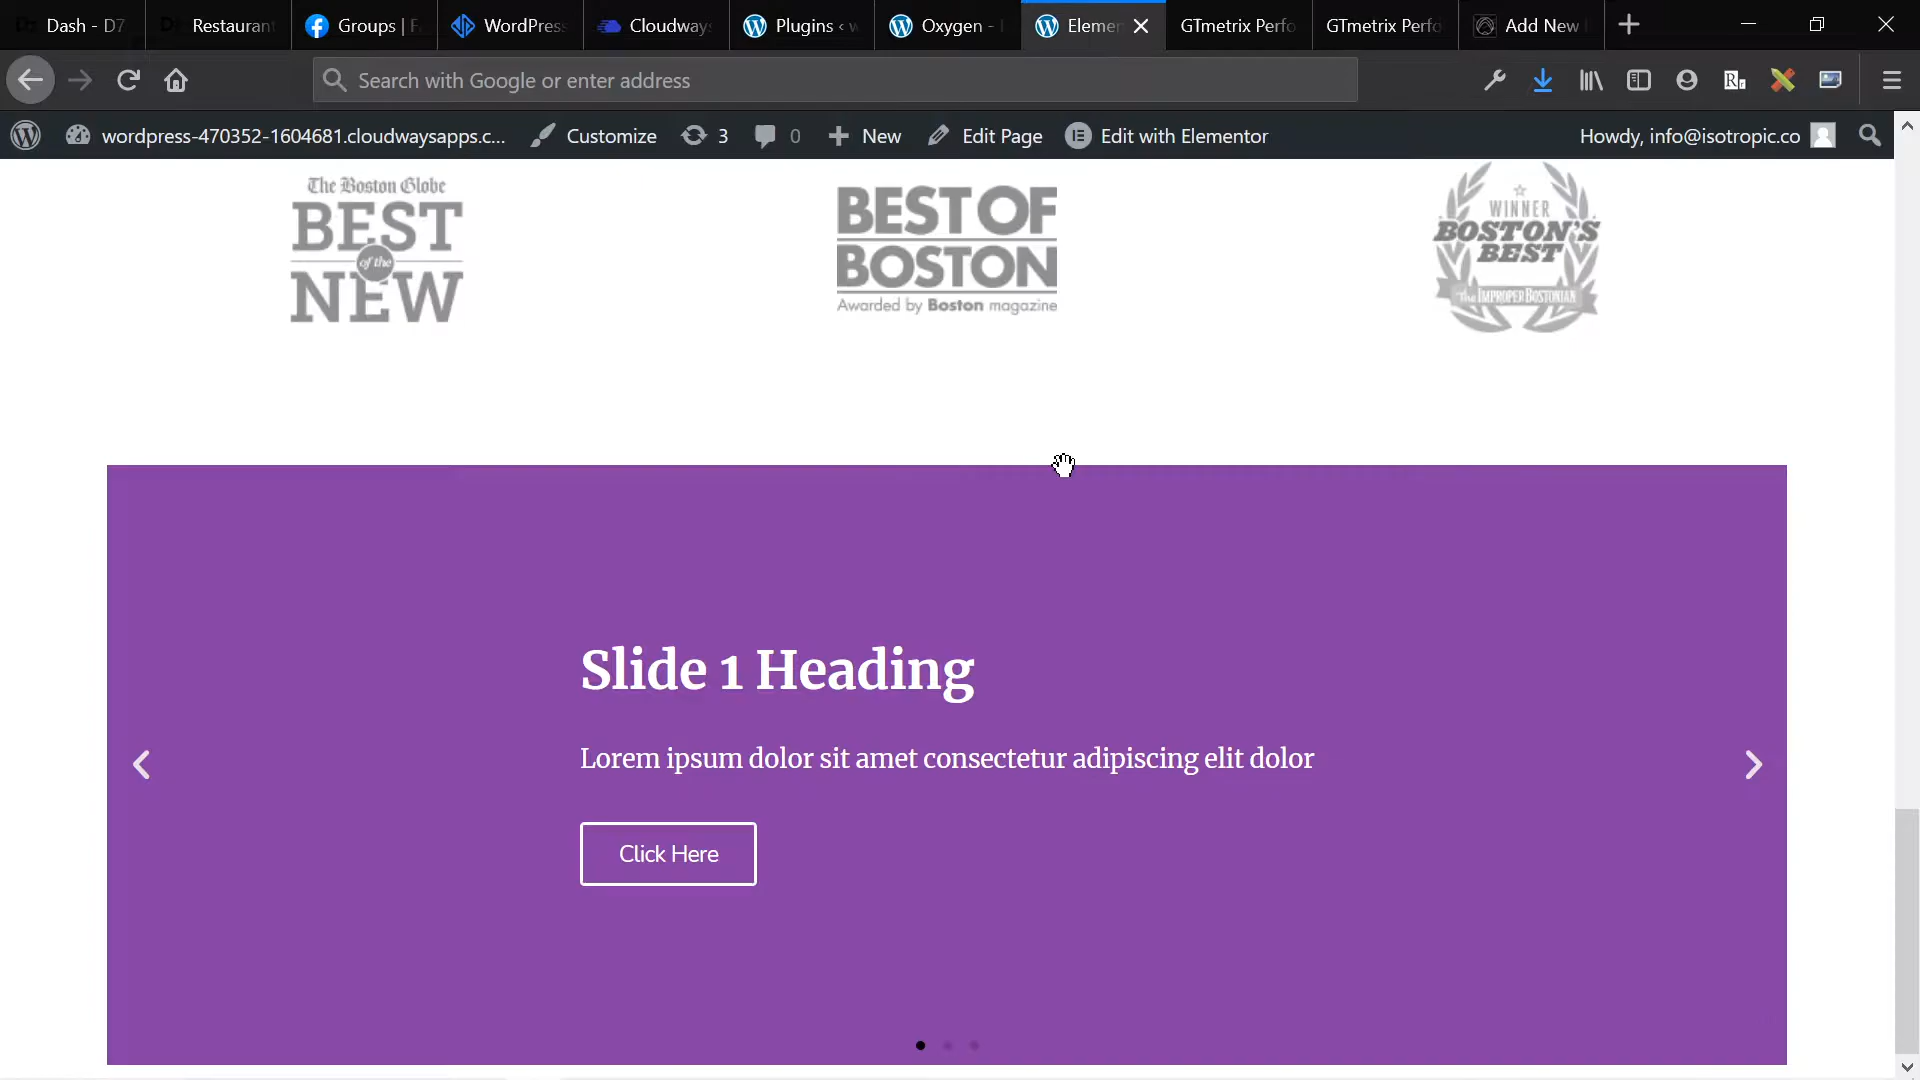 Dash - D7
Restaurant
Groups | F
WordPress
Cloudways
Plugins < w
Oxygen -
Elemen
GTmetrix Perfo
GTmetrix Perfo
Add New
Search with Google or enter address
wordpress-470352-1604681.cloudwaysapps.c...
Customize
3
0
New
Edit Page
Edit with Elementor
Howdy, info@isotropic.co
The Boston Globe
BEST
of the
NEW
BEST OF
BOSTON
Awarded by Boston magazine
WINNER
BOSTON'S
BEST
The IMPROPER BOSTONIAN
Slide 1 Heading
Lorem ipsum dolor sit amet consectetur adipiscing elit dolor
Click Here